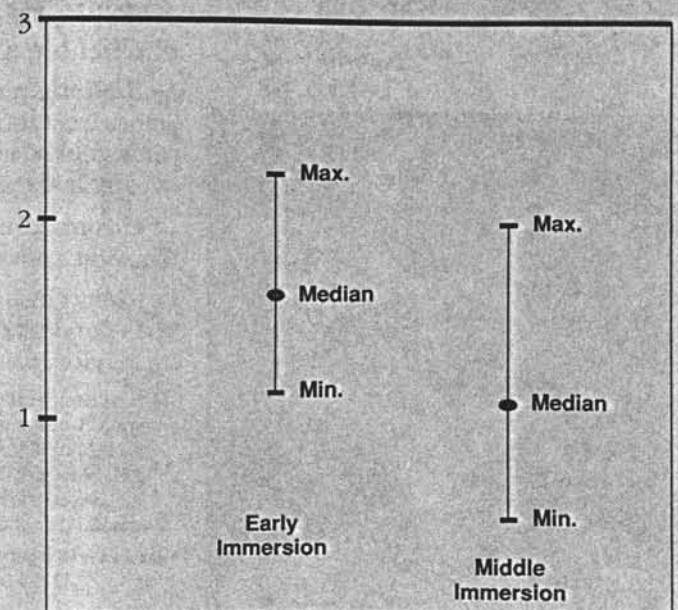 3
Max.
2
Max.
Median
Min.
1
Median
Early
Immersion
Min.
Middle
Immersion